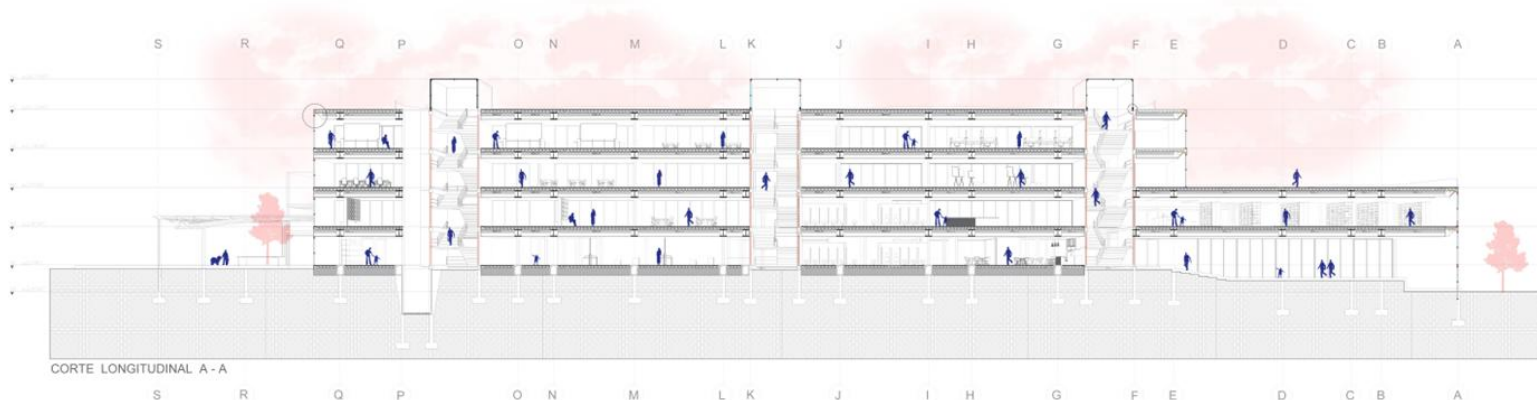 S R Q P O N M L K J I H G F E D C B A
CORTE LONGITUDINAL A - A
S R Q P O N M L K J I H G F E D C B A